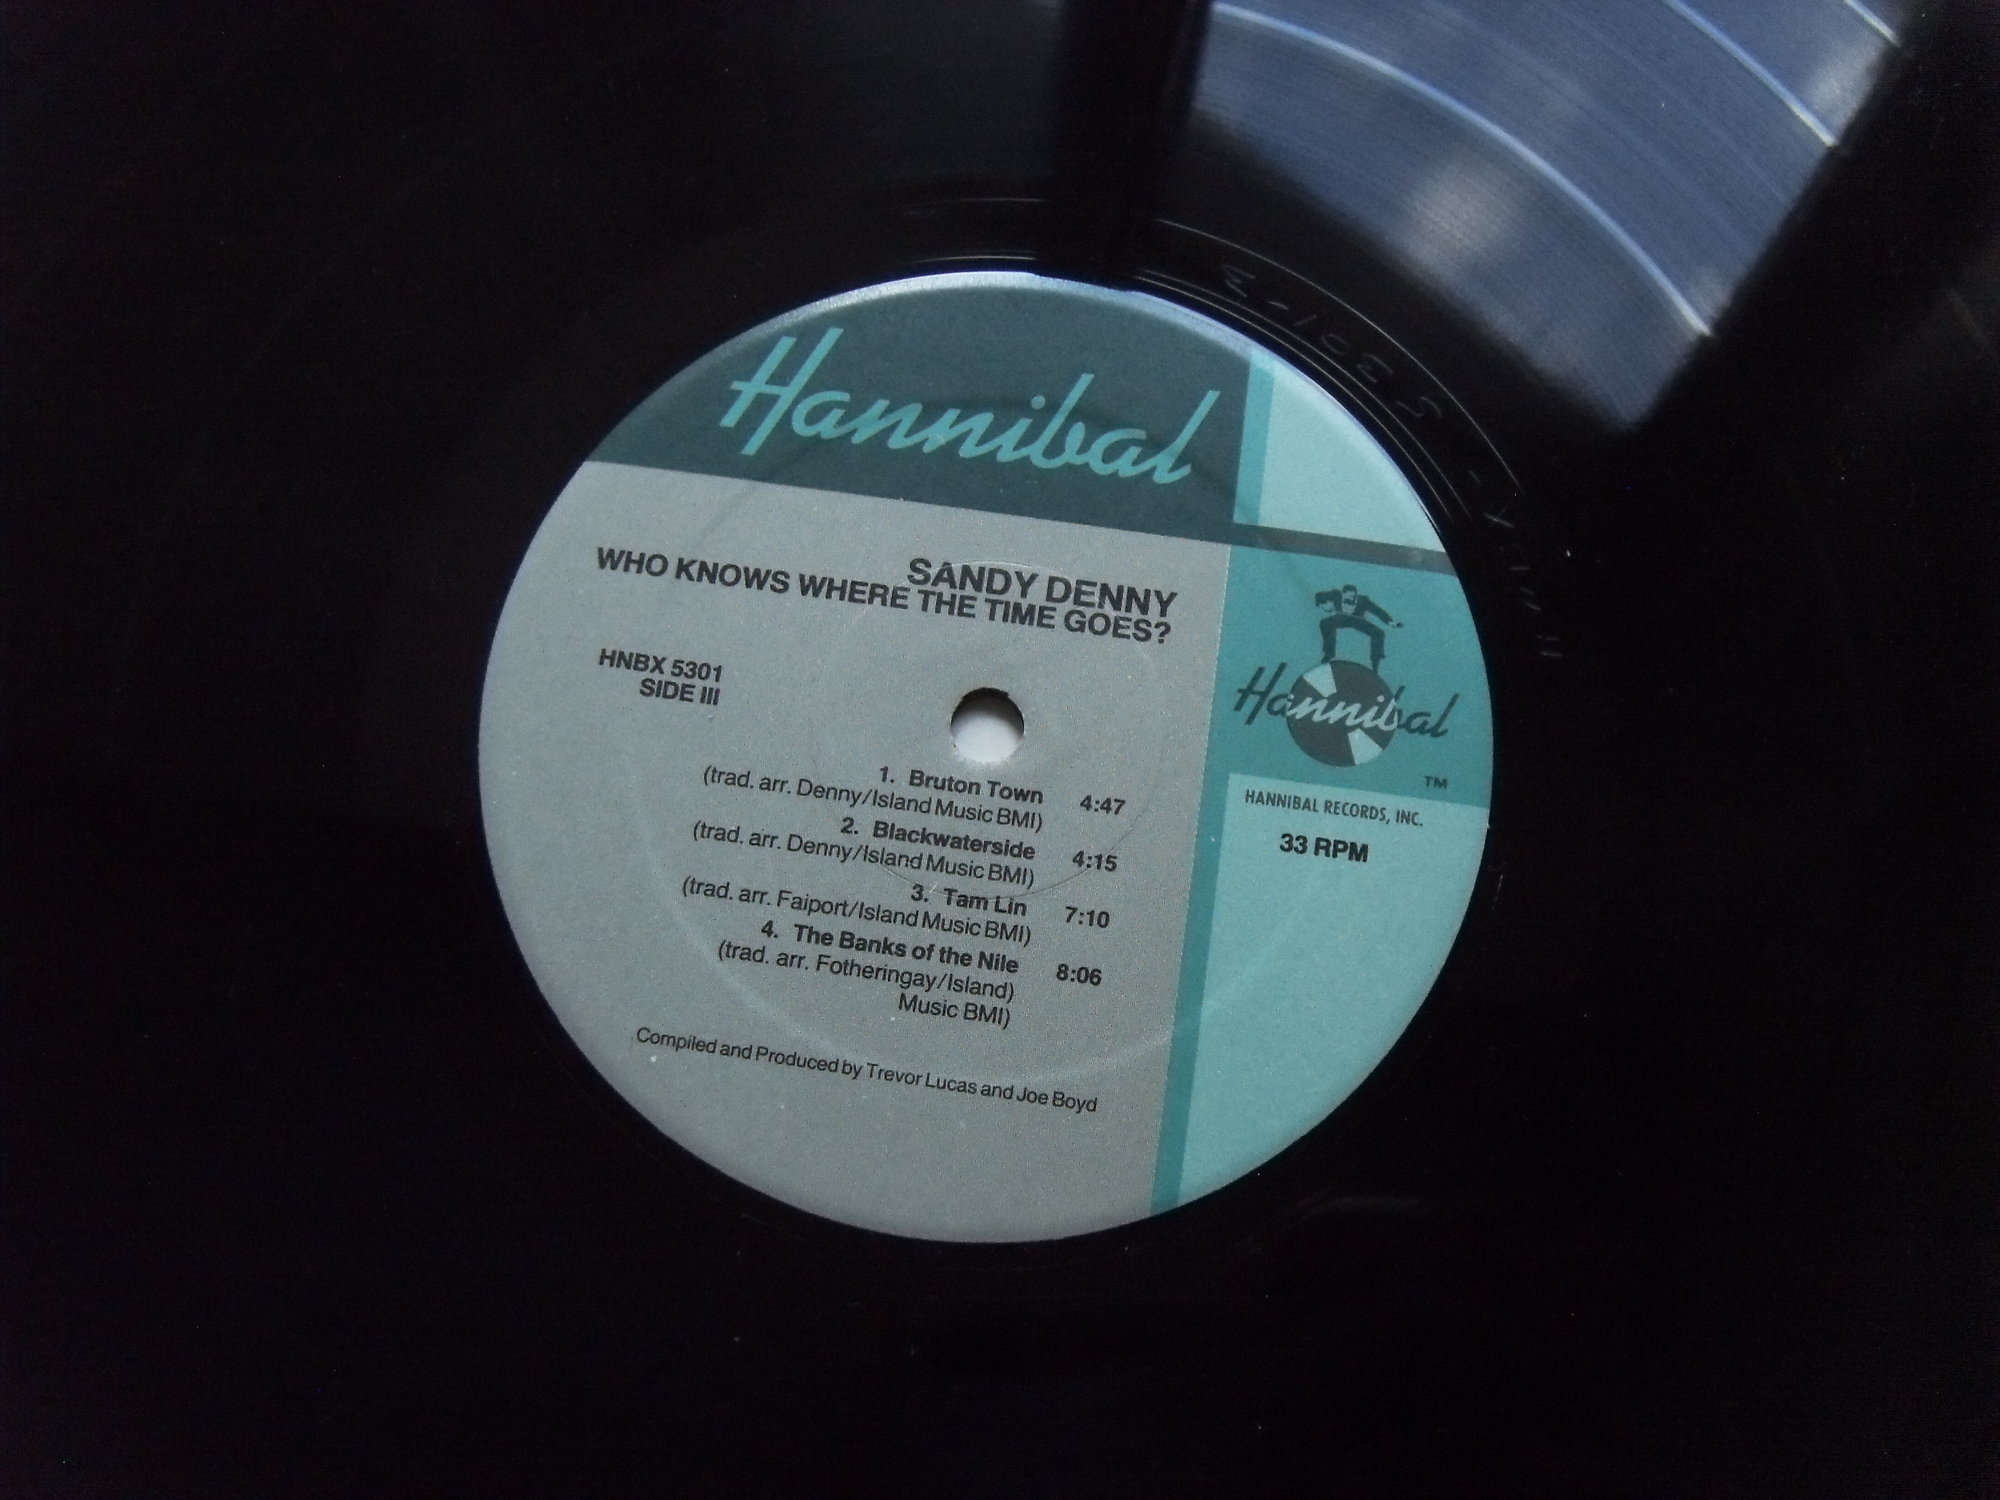 Hannibal
SANDY DENNY
WHO KNOWS WHERE THE TIME GOES?
HNBX 5301
SIDE III
1. Bruton Town 4:47
(trad. arr. Denny/Island Music BMI)
2. Blackwaterside 4:15
(trad. arr. Denny/Island Music BMI)
3. Tam Lin 7:10
(trad. arr. Faiport/Island Music BMI)
4. The Banks of the Nile 8:06
(trad. arr. Fotheringay/Island)
Music BMI)
Compiled and Produced by Trevor Lucas and Joe Boyd
Hannibal
TM
HANNIBAL RECORDS, INC.
33 RPM